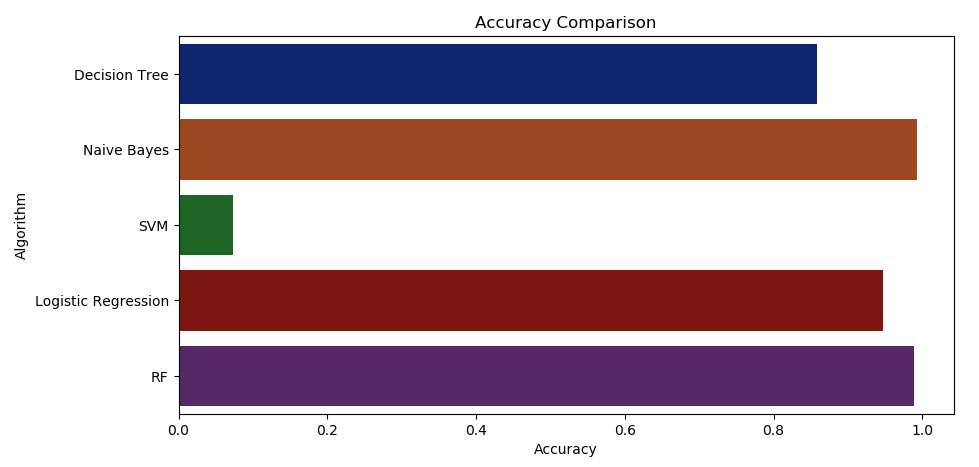 Accuracy Comparison
Algorithm
Decision Tree
Naive Bayes
SVM
Logistic Regression
RF
0.0 0.2 0.4 0.6 0.8 1.0
Accuracy